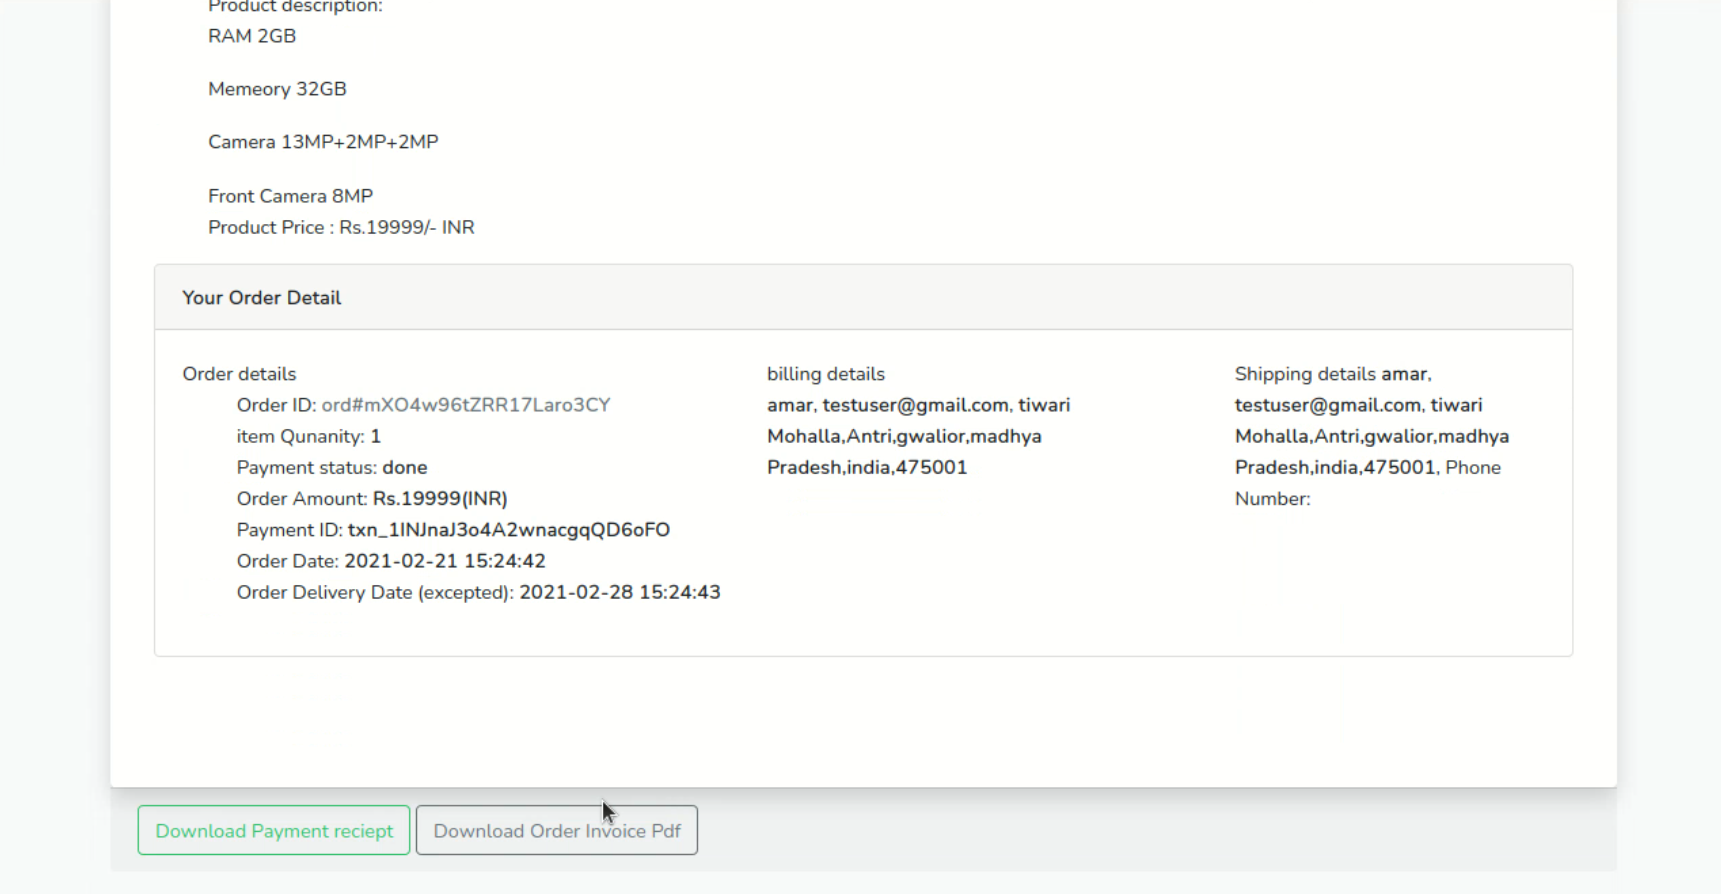 Product description:
RAM 2GB
Memeory 32GB
Camera 13MP+2MP+2MP
Front Camera 8MP
Product Price : Rs.19999/- INR
Your Order Detail
Order details
Order ID: ord#mXO4w96tZRR17Laro3CY
item Qunanity: 1
Payment status: done
Order Amount: Rs.19999(INR)
Payment ID: txn_1INJnaJ3o4A2wnacgqQD6oFO
Order Date: 2021-02-21 15:24:42
Order Delivery Date (excepted): 2021-02-28 15:24:43
billing details
amar, testuser@gmail.com, tiwari
Mohalla,Antri,gwalior,madhya
Pradesh,india,475001
Shipping details amar,
testuser@gmail.com, tiwari
Mohalla,Antri,gwalior,madhya
Pradesh,india,475001, Phone
Number:
Download Payment reciept
Download Order Invoice Pdf